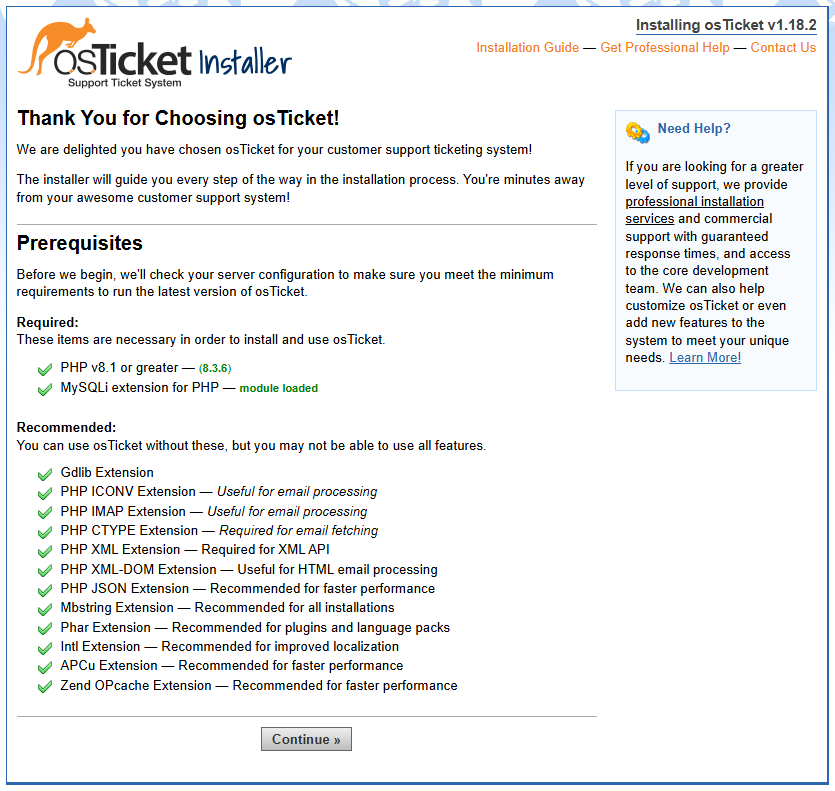 osTicket Installer
Support Ticket System
Installing osTicket v1.18.2
Installation Guide — Get Professional Help — Contact Us
Thank You for Choosing osTicket!
We are delighted you have chosen osTicket for your customer support ticketing system!
The installer will guide you every step of the way in the installation process. You're minutes away
from your awesome customer support system!
Prerequisites
Before we begin, we'll check your server configuration to make sure you meet the minimum
requirements to run the latest version of osTicket.
Required:
These items are necessary in order to install and use osTicket.
PHP v8.1 or greater — (8.3.6)
MySQLi extension for PHP — module loaded
Recommended:
You can use osTicket without these, but you may not be able to use all features.
Gdlib Extension
PHP ICONV Extension — Useful for email processing
PHP IMAP Extension — Useful for email processing
PHP CTYPE Extension — Required for email fetching
PHP XML Extension — Required for XML API
PHP XML-DOM Extension — Useful for HTML email processing
PHP JSON Extension — Recommended for faster performance
Mbstring Extension — Recommended for all installations
Phar Extension — Recommended for plugins and language packs
Intl Extension — Recommended for improved localization
APCu Extension — Recommended for faster performance
Zend OPcache Extension — Recommended for faster performance
Continue »
Need Help?
If you are looking for a greater
level of support, we provide
professional installation
services and commercial
support with guaranteed
response times, and access
to the core development
team. We can also help
customize osTicket or even
add new features to the
system to meet your unique
needs. Learn More!